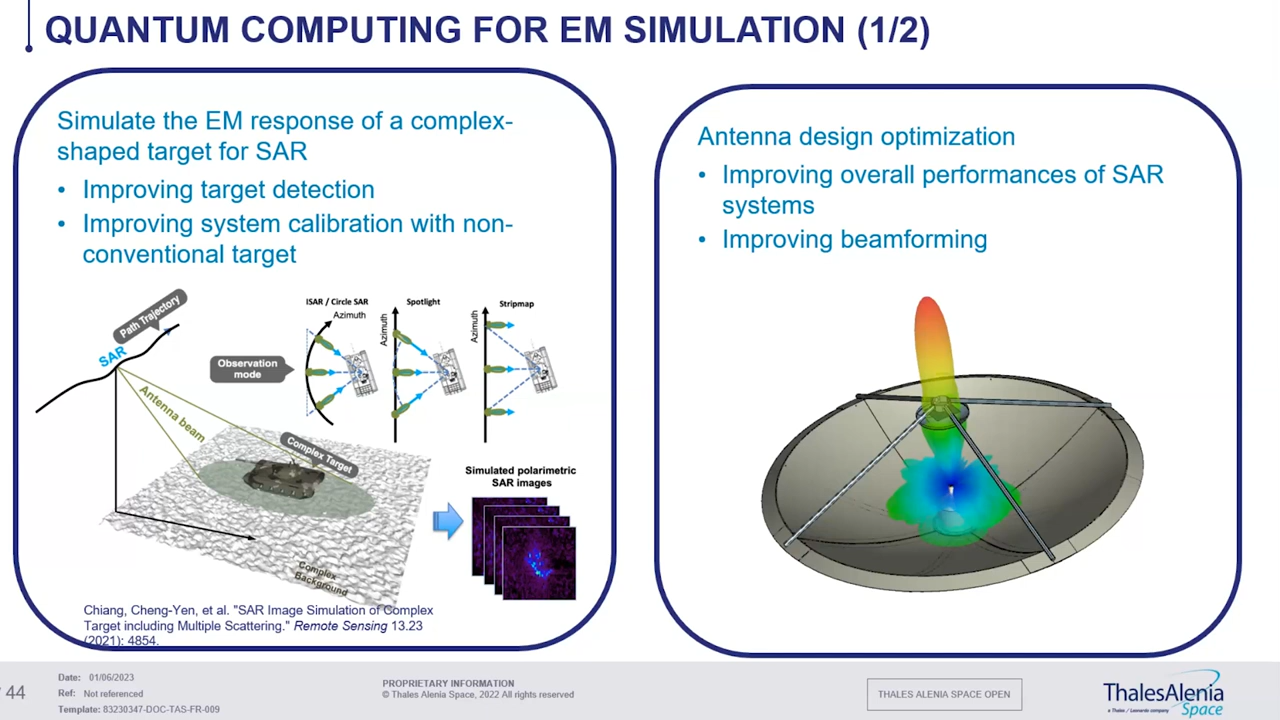 QUANTUM COMPUTING FOR EM SIMULATION (1/2)
Simulate the EM response of a complex-
shaped target for SAR
• Improving target detection
• Improving system calibration with non-
conventional target
Path Trajectory
SAR
Antenna beam
Observation
mode
ISAR / Circle SAR
Azimuth
Spotlight
Azimuth
Stripmap
Azimuth
Complex Target
Complex
Background
Simulated polarimetric
SAR images
Chiang, Cheng-Yen, et al. "SAR Image Simulation of Complex
Target including Multiple Scattering." Remote Sensing 13.23
(2021): 4854.
Antenna design optimization
• Improving overall performances of SAR
systems
• Improving beamforming
44
Date: 01/06/2023
Ref: Not referenced
Template: 83230347-DOC-TAS-FR-009
PROPRIETARY INFORMATION
© Thales Alenia Space, 2022 All rights reserved
THALES ALENIA SPACE OPEN
ThalesAlenia
a Thales / Leonardo company
Space